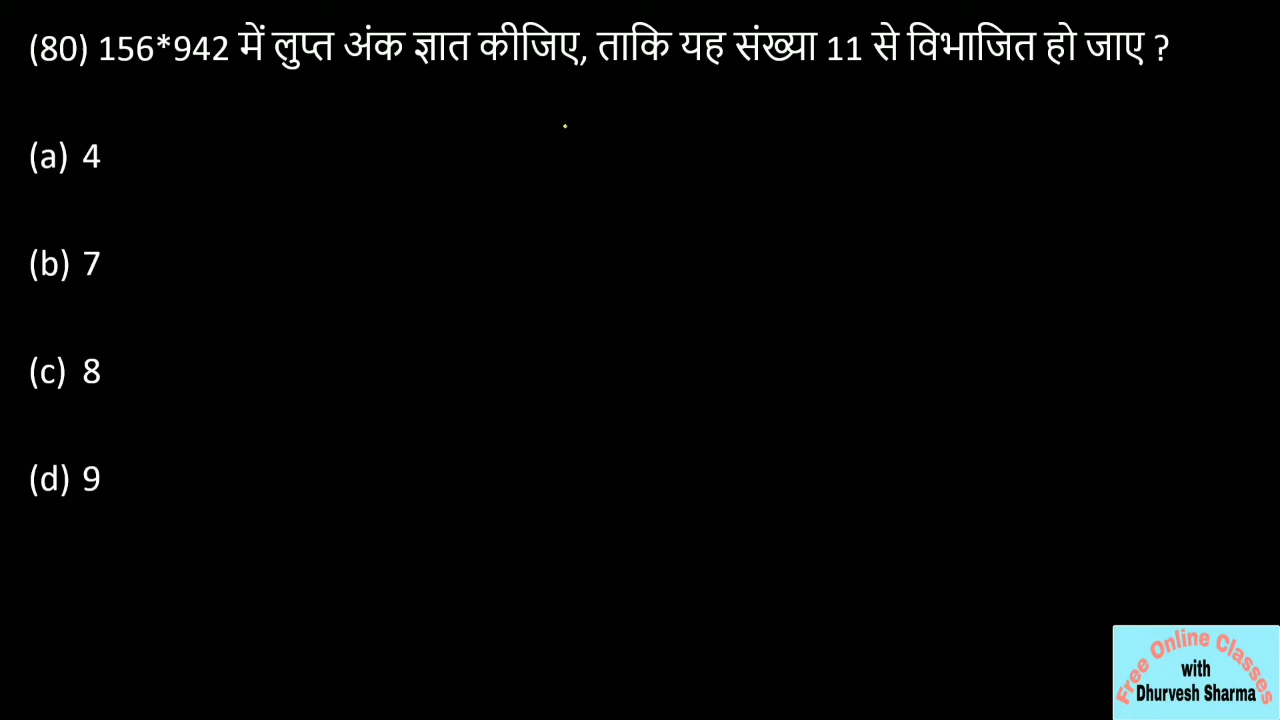 (80) 156*942 में लुप्त अंक ज्ञात कीजिए, ताकि यह संख्या 11 से विभाजित हो जाए ?
(a) 4
(b) 7
(c) 8
(d) 9
Free Online Classes
with
Dhurvesh Sharma